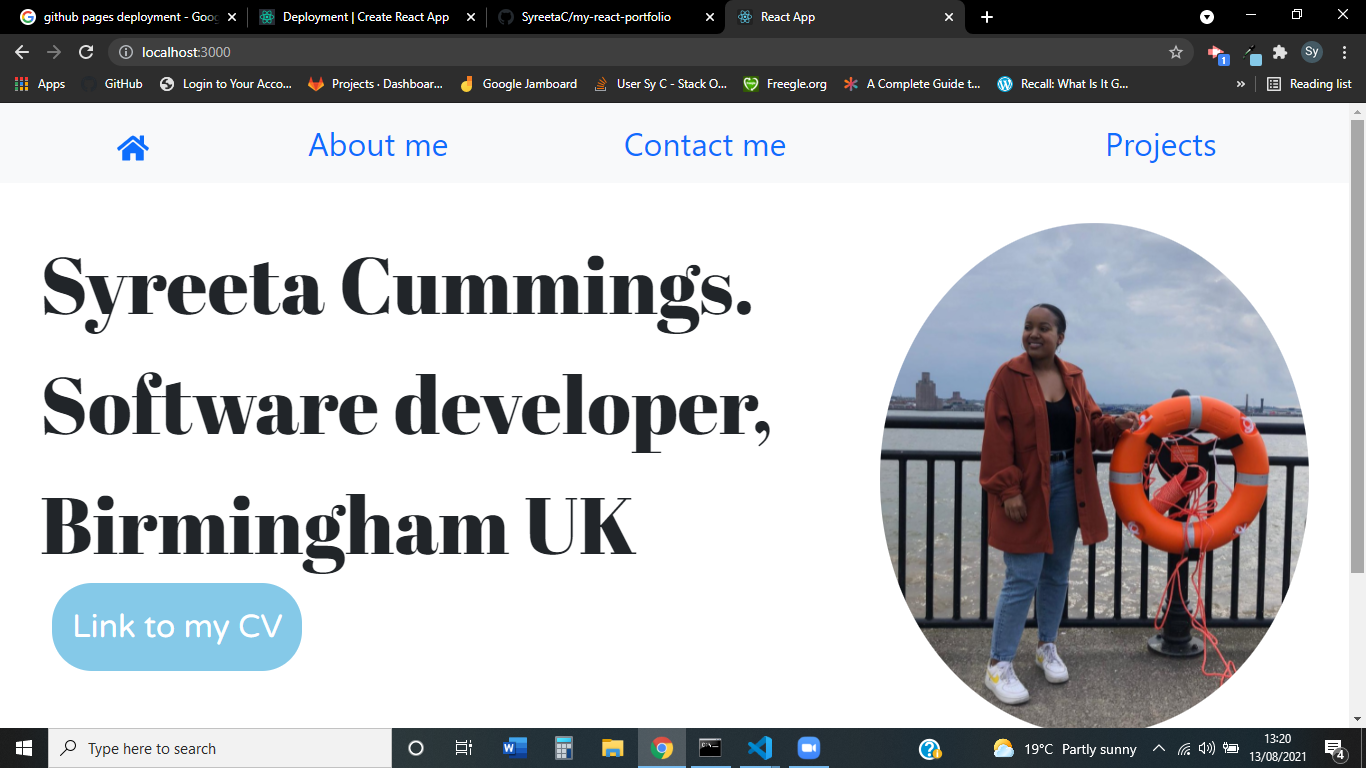 github pages deployment - Goog
Deployment | Create React App
SyreetaC/my-react-portfolio
React App
localhost:3000
Sy
1
Apps
GitHub
Login to Your Acco...
Projects · Dashboar...
Google Jamboard
User Sy C - Stack O...
Freegle.org
A Complete Guide t...
Recall: What Is It G...
»
Reading list
About me
Contact me
Projects
Syreeta Cummings.
Software developer,
Birmingham UK
Link to my CV
Type here to search
19°C Partly sunny
13:20
13/08/2021
4